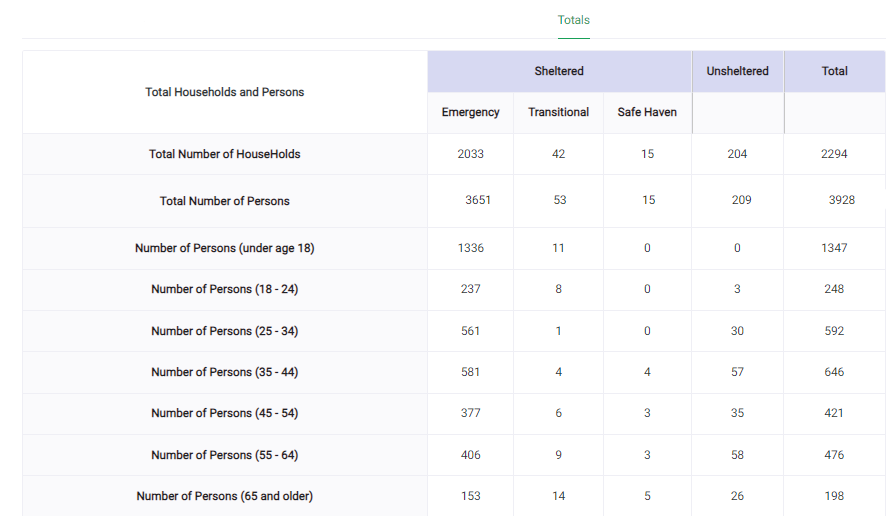 Totals
Total Households and Persons
Sheltered Unsheltered Total
Emergency Transitional Safe Haven
Total Number of HouseHolds 2033 42 15 204 2294
Total Number of Persons 3651 53 15 209 3928
Number of Persons (under age 18) 1336 11 0 0 1347
Number of Persons (18 - 24) 237 8 0 3 248
Number of Persons (25 - 34) 561 1 0 30 592
Number of Persons (35 - 44) 581 4 4 57 646
Number of Persons (45 - 54) 377 6 3 35 421
Number of Persons (55 - 64) 406 9 3 58 476
Number of Persons (65 and older) 153 14 5 26 198